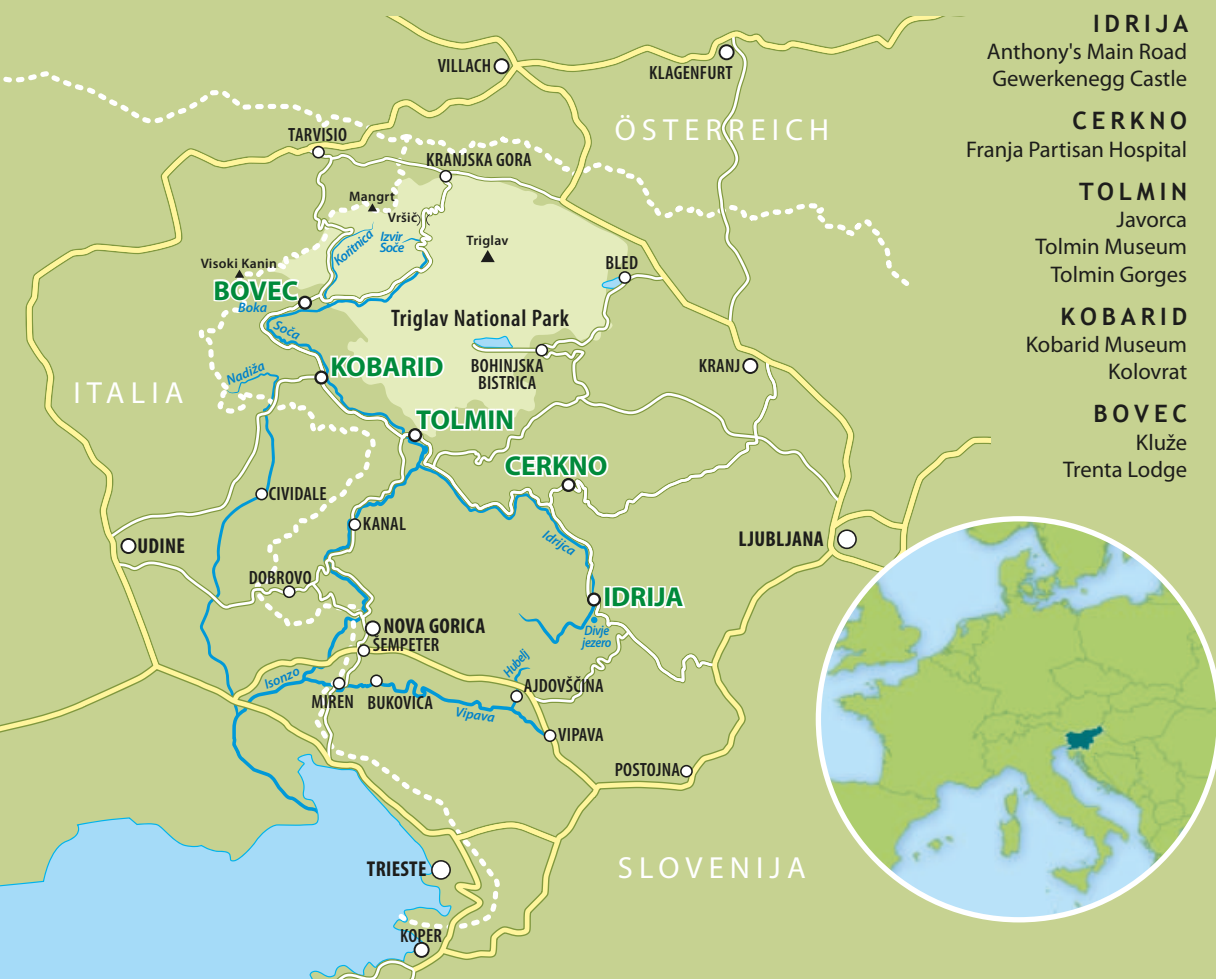 IDRIJA
Anthony's Main Road
Gewerkenegg Castle
CERKNO
Franja Partisan Hospital
TOLMIN
Javorca
Tolmin Museum
Tolmin Gorges
KOBARID
Kobarid Museum
Kolovrat
BOVEC
Kluže
Trenta Lodge
VILLACH
KLAGENFURT
ÖSTERREICH
TARVISIO
KRANJSKA GORA
Mangrt
Vršič
Koritnica
Izvir
Soče
Triglav
Visoki Kanin
BLED
BOVEC
Boka
Soča
Triglav National Park
KOBARID
BOHINJSKA
BISTRICA
KRANJ
Nadiža
ITALIA
TOLMIN
CERKNO
CIVIDALE
KANAL
UDINE
Idrijca
LJUBLJANA
DOBROVO
IDRIJA
NOVA GORICA
ŠEMPETER
Divje
jezero
Hubelj
Isonzo
MIREN
BUKOVICA
AJDOVŠČINA
Vipava
VIPAVA
POSTOJNA
TRIESTE
SLOVENIJA
KOPER